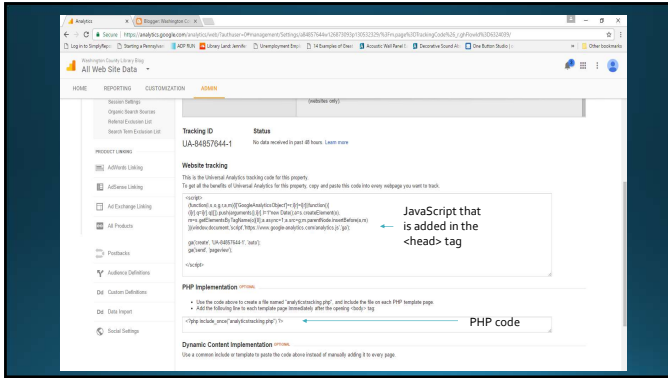 Analytics
Blogger: Washington Co
Secure | https://analytics.google.com/analytics/web/?authuser=0#management/Settings/
Log in to SimplyRepo
Starting a Pennsylvan
ADP RUN
Library Land Jennifer
Unemployment Empl
14 Examples of Great
Acoustic Wall Panel S
Decorative Sound Ab
One Button Studio |
Other bookmarks
Washington County Library Blog
All Web Site Data
HOME REPORTING CUSTOMIZATION ADMIN
Session Settings
(websites only)
Organic Search Sources
Referral Exclusion List
Search Term Exclusion List
Tracking ID
Status
UA-84857644-1
No data received in past 48 hours. Learn more
PRODUCT LINKING
AdWords Linking
AdSense Linking
Ad Exchange Linking
All Products
Postbacks
Audience Definitions
Dd Custom Definitions
Dd Data Import
Social Settings
Website tracking
This is the Universal Analytics tracking code for this property.
To get all the benefits of Universal Analytics for this property, copy and paste this code into every webpage you want to track.
<script>
(function(i,s,o,g,r,a,m){i['GoogleAnalyticsObject']=r;i[r]=i[r]||function(){
(i[r].q=i[r].q||[]).push(arguments)},i[r].l=1*new Date();a=s.createElement(o),
m=s.getElementsByTagName(o)[0];a.async=1;a.src=g;m.parentNode.insertBefore(a,m)
})(window,document,'script','https://www.google-analytics.com/analytics.js','ga');
ga('create', 'UA-84857644-1', 'auto');
ga('send', 'pageview');
</script>
JavaScript that
is added in the
<head> tag
PHP Implementation OPTIONAL
• Use the code above to create a file named "analyticstracking.php", and include the file on each PHP template page.
• Add the following line to each template page immediately after the opening <body> tag:
<?php include_once("analyticstracking.php") ?>
PHP code
Dynamic Content Implementation OPTIONAL
Use a common include or template to paste the code above instead of manually adding it to every page.